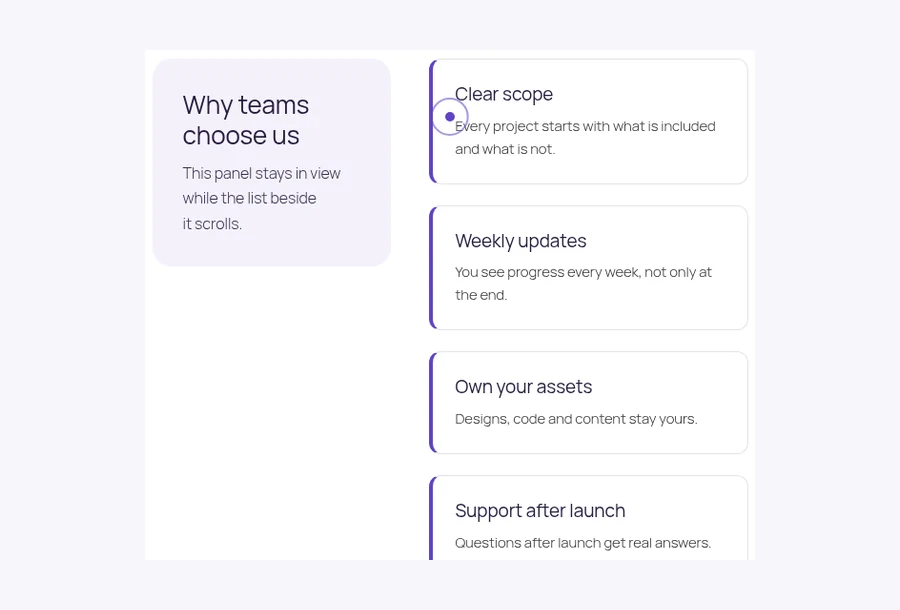 Why teams
choose us
This panel stays in view
while the list beside
it scrolls.
Clear scope
Every project starts with what is included
and what is not.
Weekly updates
You see progress every week, not only at
the end.
Own your assets
Designs, code and content stay yours.
Support after launch
Questions after launch get real answers.